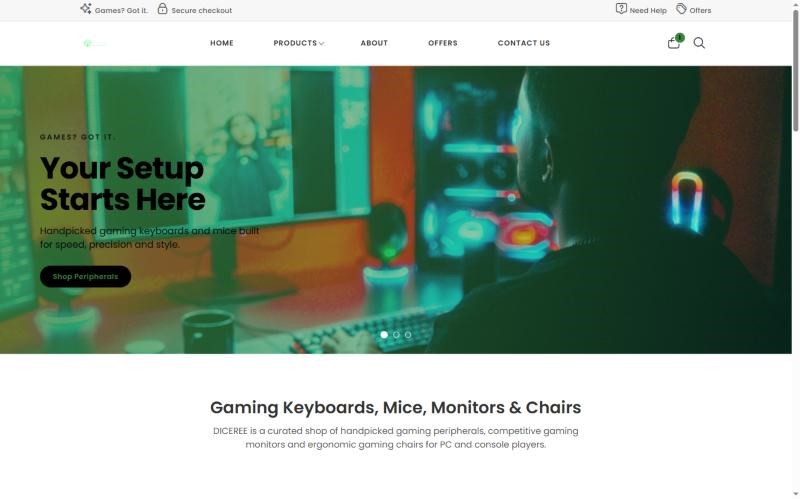 Games? Got it.
Secure checkout
Need Help
Offers
HOME
PRODUCTS
ABOUT
OFFERS
CONTACT US
1
GAMES? GOT IT.
Your Setup
Starts Here
Handpicked gaming keyboards and mice built
for speed, precision and style.
Shop Peripherals
Gaming Keyboards, Mice, Monitors & Chairs
DICEREE is a curated shop of handpicked gaming peripherals, competitive gaming
monitors and ergonomic gaming chairs for PC and console players.